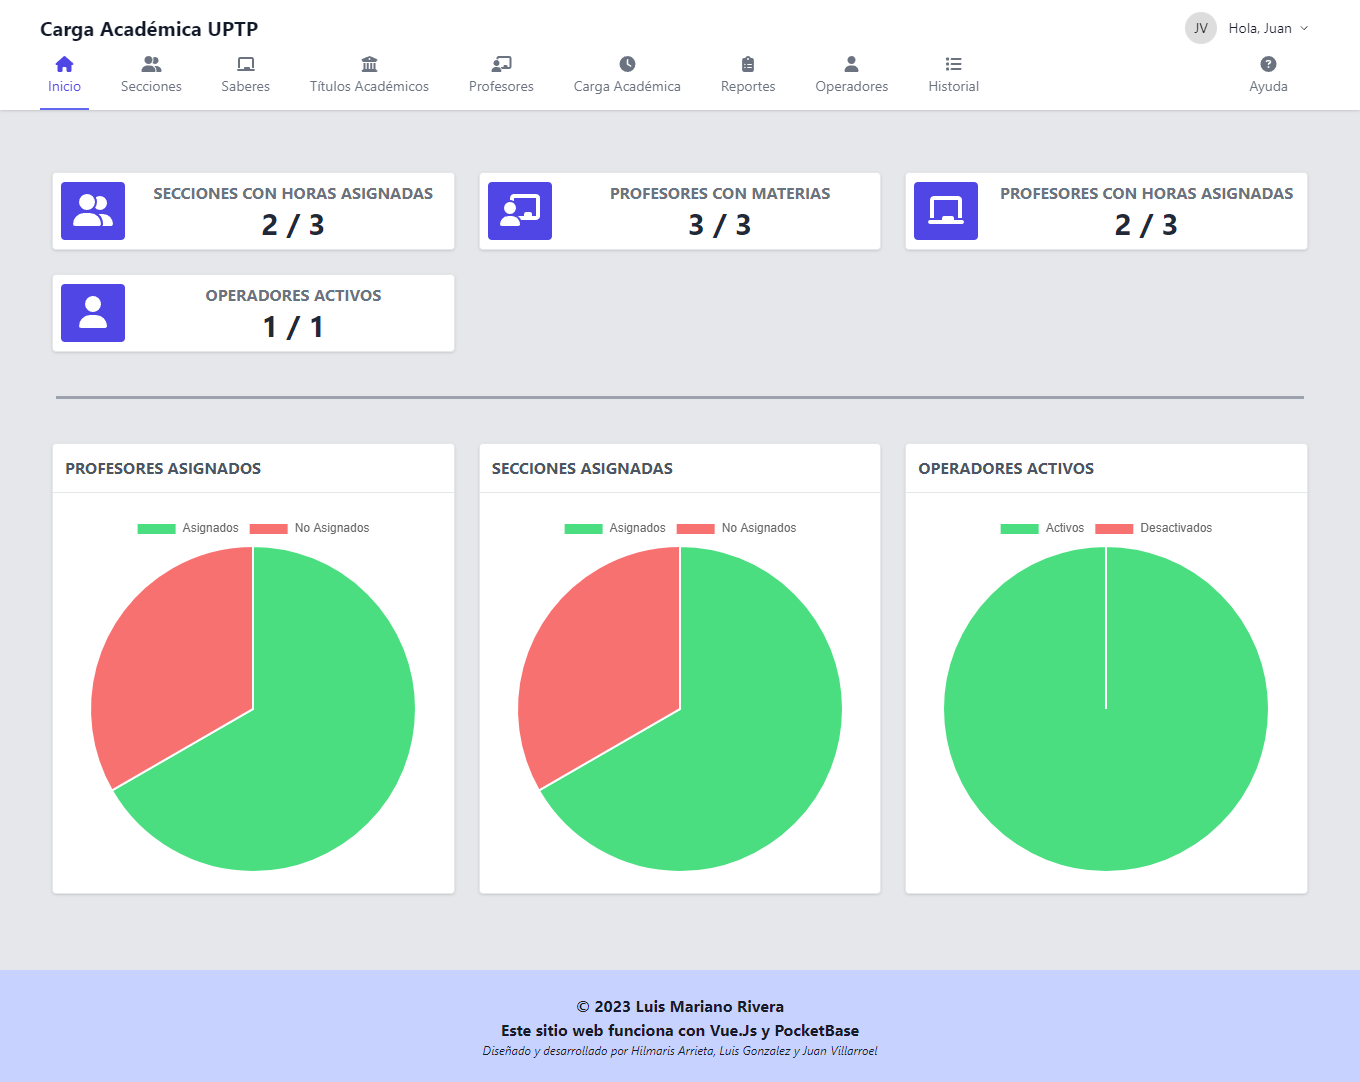 Carga Académica UPTP
JV
Hola, Juan
Inicio
Secciones
Saberes
Títulos Académicos
Profesores
Carga Académica
Reportes
Operadores
Historial
Ayuda
SECCIONES CON HORAS ASIGNADAS
2 / 3
PROFESORES CON MATERIAS
3 / 3
PROFESORES CON HORAS ASIGNADAS
2 / 3
OPERADORES ACTIVOS
1 / 1
PROFESORES ASIGNADOS
Asignados
No Asignados
SECCIONES ASIGNADAS
Asignados
No Asignados
OPERADORES ACTIVOS
Activos
Desactivados
© 2023 Luis Mariano Rivera
Este sitio web funciona con Vue.Js y PocketBase
Diseñado y desarrollado por Hilmaris Arrieta, Luis Gonzalez y Juan Villarroel